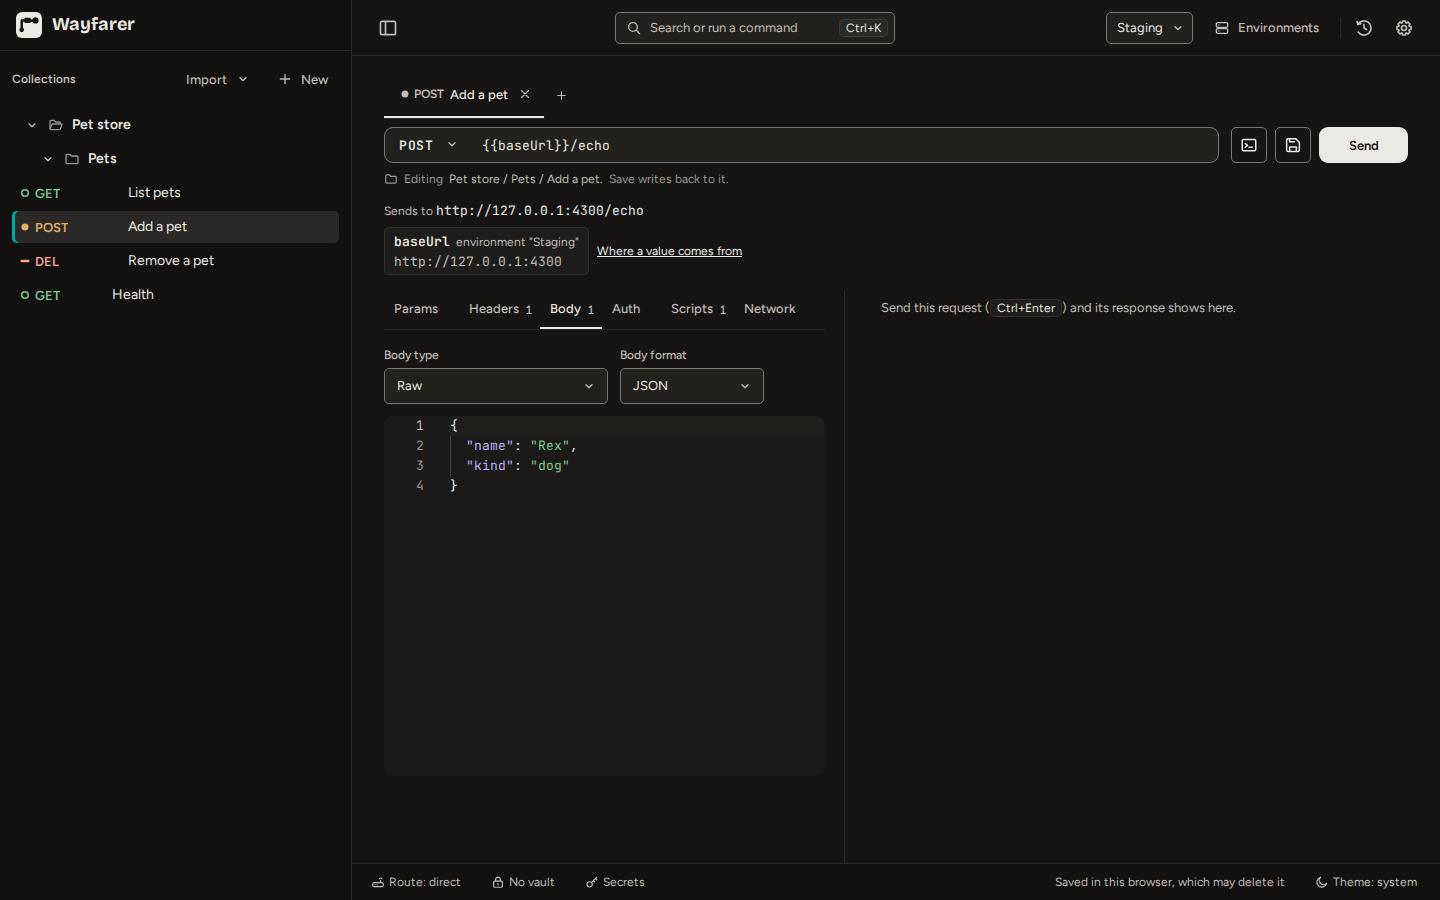 Wayfarer
Search or run a command Ctrl+K
Staging
Environments
Collections Import New
Pet store
Pets
GET List pets
POST Add a pet
DEL Remove a pet
GET Health
POST Add a pet
POST {{baseUrl}}/echo
Send
Editing Pet store / Pets / Add a pet. Save writes back to it.
Sends to http://127.0.0.1:4300/echo
baseUrl environment "Staging"
http://127.0.0.1:4300
Where a value comes from
Params Headers 1 Body 1 Auth Scripts 1 Network
Send this request (Ctrl+Enter) and its response shows here.
Body type Body format
Raw JSON
1 {
2 "name": "Rex",
3 "kind": "dog"
4 }
Route: direct No vault Secrets Saved in this browser, which may delete it Theme: system